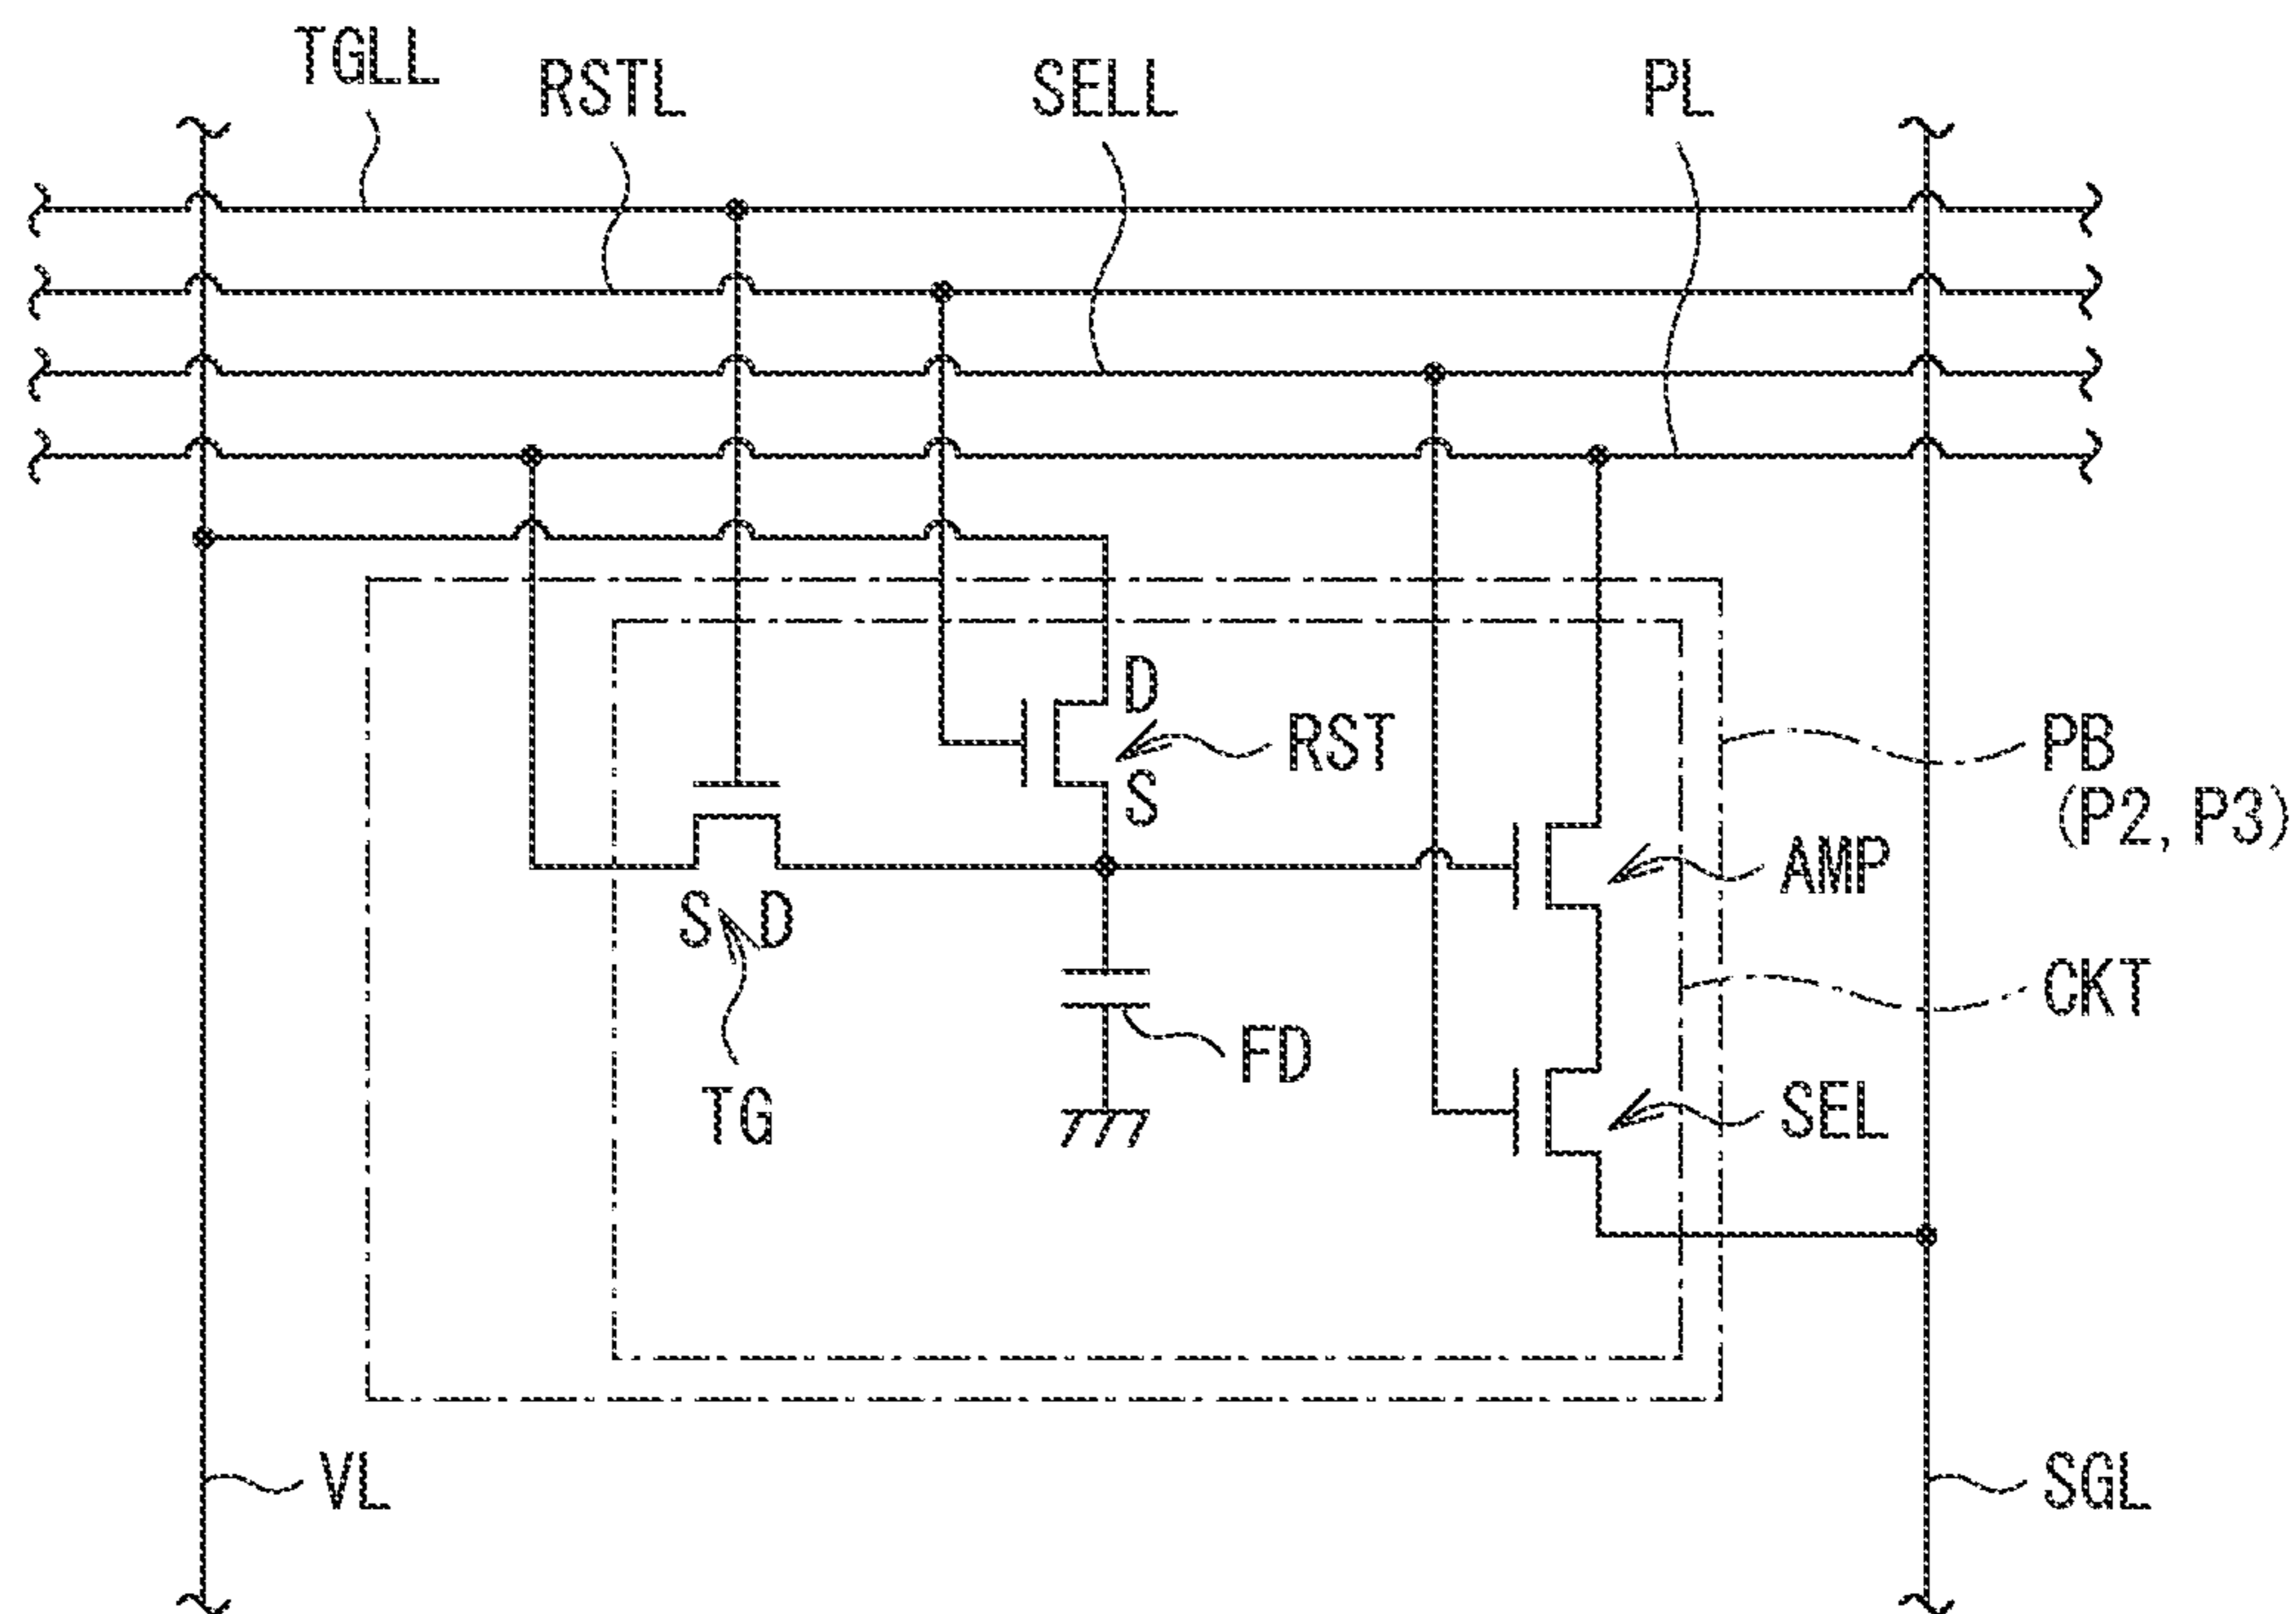 TGLL
RSTL
SELL
PL
D
RST
S
PB
(P2, P3)
AMP
S D
CKT
FD
TG
SEL
VL
SGL